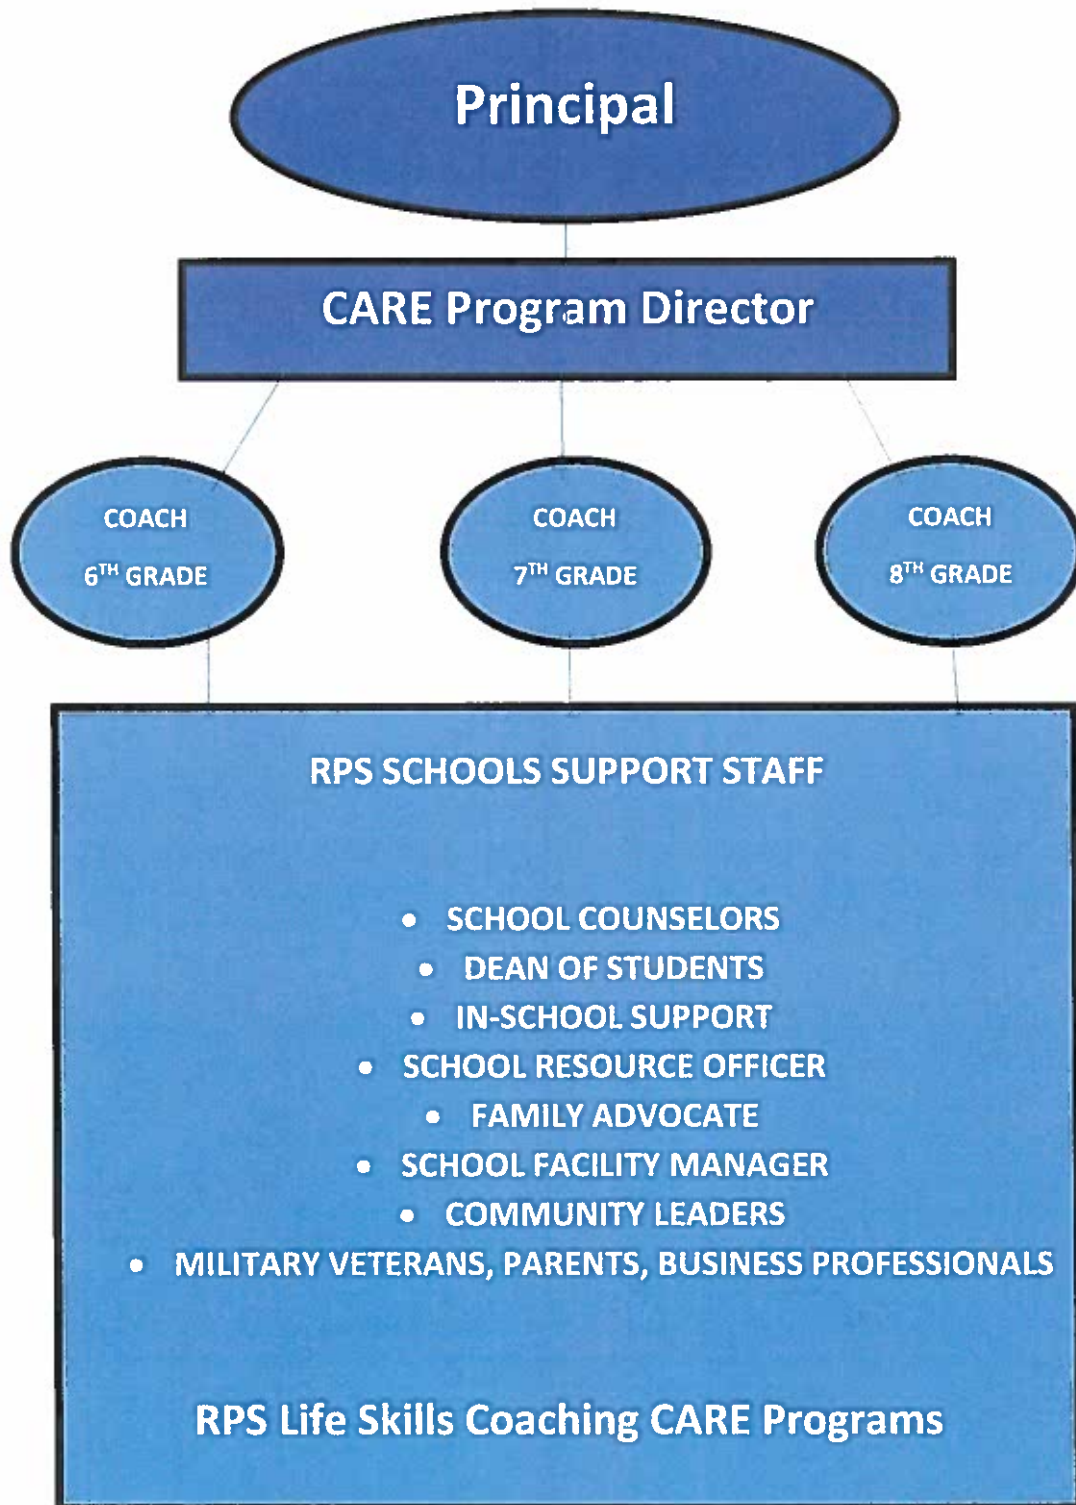 Principal
CARE Program Director
COACH
6TH GRADE
COACH
7TH GRADE
COACH
8TH GRADE
RPS SCHOOLS SUPPORT STAFF
• SCHOOL COUNSELORS
• DEAN OF STUDENTS
• IN-SCHOOL SUPPORT
• SCHOOL RESOURCE OFFICER
• FAMILY ADVOCATE
• SCHOOL FACILITY MANAGER
• COMMUNITY LEADERS
• MILITARY VETERANS, PARENTS, BUSINESS PROFESSIONALS
RPS Life Skills Coaching CARE Programs